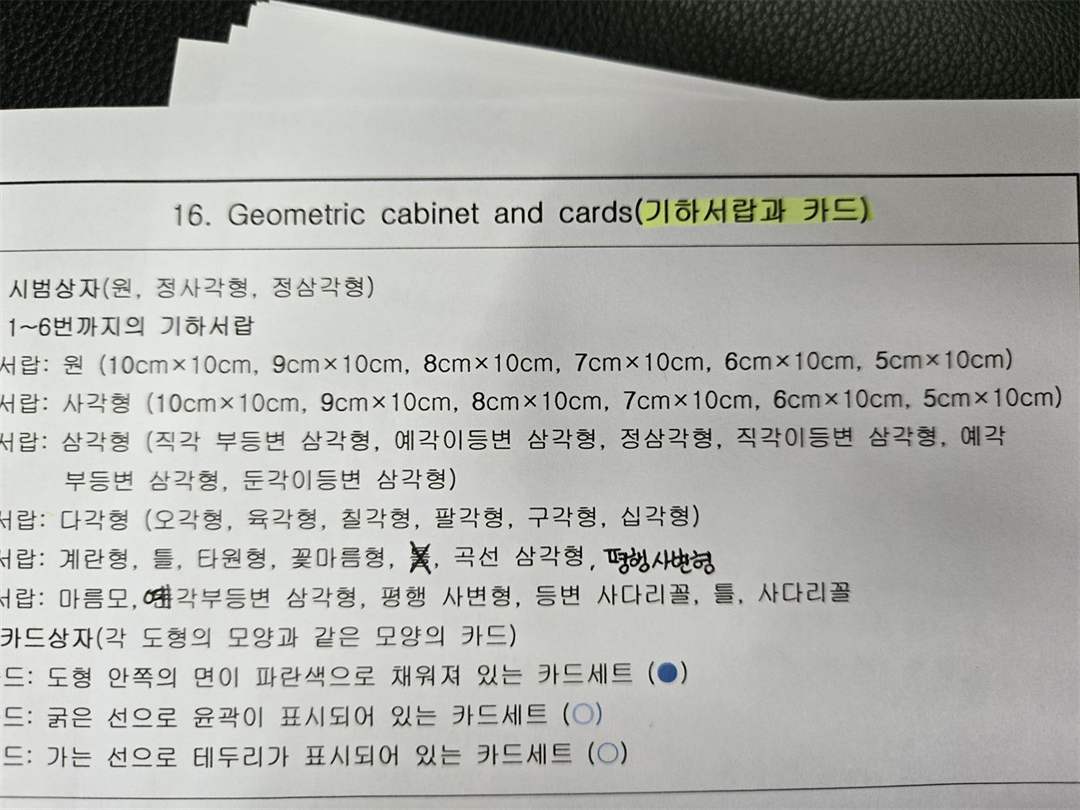 16. Geometric cabinet and cards(기하서랍과 카드)
시범상자(원, 정사각형, 정삼각형)
1~6번까지의 기하서랍
서랍: 원 (10cm×10cm, 9cm×10cm, 8cm×10cm, 7cm×10cm, 6cm×10cm, 5cm×10cm)
서랍: 사각형 (10cm×10cm, 9cm×10cm, 8cm×10cm, 7cm×10cm, 6cm×10cm, 5cm×10cm)
서랍: 삼각형 (직각 부등변 삼각형, 예각이등변 삼각형, 정삼각형, 직각이등변 삼각형, 예각
부등변 삼각형, 둔각이등변 삼각형)
서랍: 다각형 (오각형, 육각형, 칠각형, 팔각형, 구각형, 십각형)
서랍: 계란형, 틀, 타원형, 꽃마름형, , 곡선 삼각형, 평행사변형
서랍: 마름모, 예각부등변 삼각형, 평행 사변형, 등변 사다리꼴, 틀, 사다리꼴
카드상자(각 도형의 모양과 같은 모양의 카드)
드: 도형 안쪽의 면이 파란색으로 채워져 있는 카드세트 (●)
드: 굵은 선으로 윤곽이 표시되어 있는 카드세트 (○)
드: 가는 선으로 테두리가 표시되어 있는 카드세트 (○)